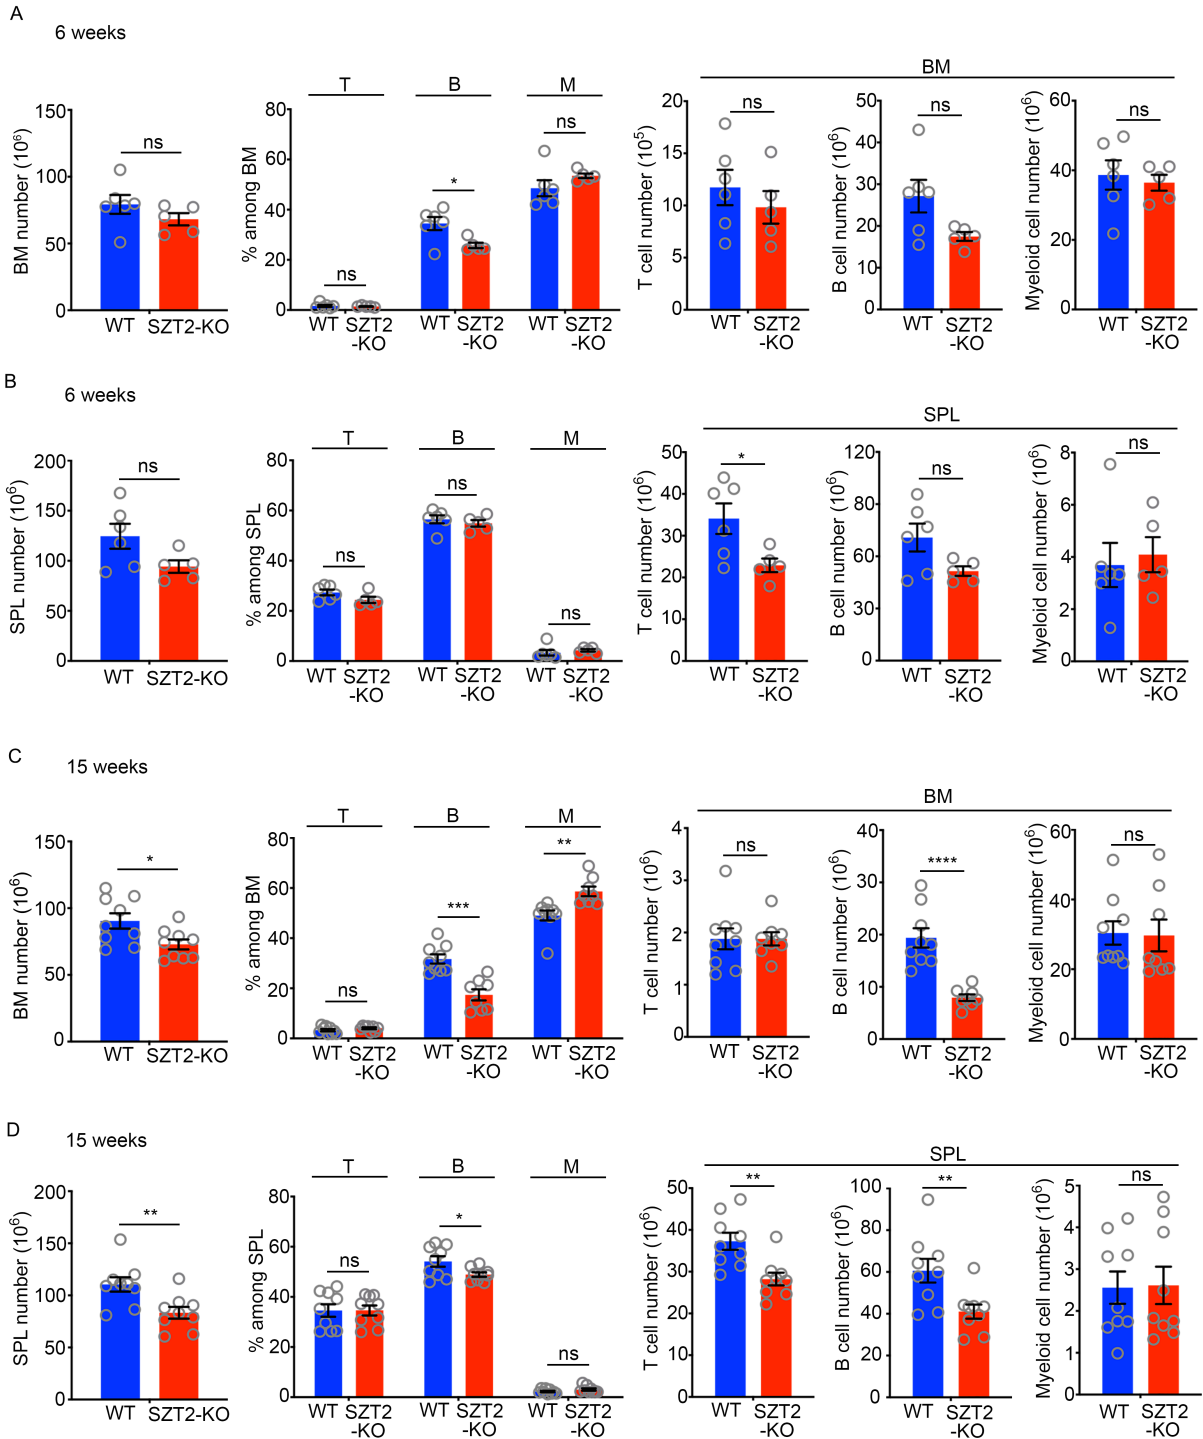 A
6 weeks
BM
T B M
BM number (10⁶)
150
100
50
0
ns
WT SZT2-KO
% among BM
80
60
40
20
0
ns * ns
WT SZT2 -KO WT SZT2 -KO WT SZT2 -KO
T cell number (10⁵)
20
15
10
5
0
ns
WT SZT2 -KO
B cell number (10⁶)
50
40
30
20
10
0
ns
WT SZT2 -KO
Myeloid cell number (10⁶)
60
40
20
0
ns
WT SZT2 -KO
B
6 weeks
SPL
T B M
SPL number (10⁶)
200
150
100
50
0
ns
WT SZT2-KO
% among SPL
80
60
40
20
0
ns ns ns
WT SZT2 -KO WT SZT2 -KO WT SZT2 -KO
T cell number (10⁶)
50
40
30
20
10
0
*
WT SZT2 -KO
B cell number (10⁶)
120
90
60
30
0
ns
WT SZT2 -KO
Myeloid cell number (10⁶)
8
6
4
2
0
ns
WT SZT2 -KO
C
15 weeks
BM
T B M
BM number (10⁶)
150
100
50
0
*
WT SZT2-KO
% among BM
80
60
40
20
0
ns *** **
WT SZT2 -KO WT SZT2 -KO WT SZT2 -KO
T cell number (10⁶)
4
3
2
1
0
ns
WT SZT2 -KO
B cell number (10⁶)
40
30
20
10
0
****
WT SZT2 -KO
Myeloid cell number (10⁶)
60
40
20
0
ns
WT SZT2 -KO
D
15 weeks
SPL
T B M
SPL number (10⁶)
200
150
100
50
0
**
WT SZT2-KO
% among SPL
80
60
40
20
0
ns * ns
WT SZT2 -KO WT SZT2 -KO WT SZT2 -KO
T cell number (10⁶)
50
40
30
20
10
0
**
WT SZT2 -KO
B cell number (10⁶)
100
80
60
40
20
0
**
WT SZT2 -KO
Myeloid cell number (10⁶)
5
4
3
2
1
0
ns
WT SZT2 -KO